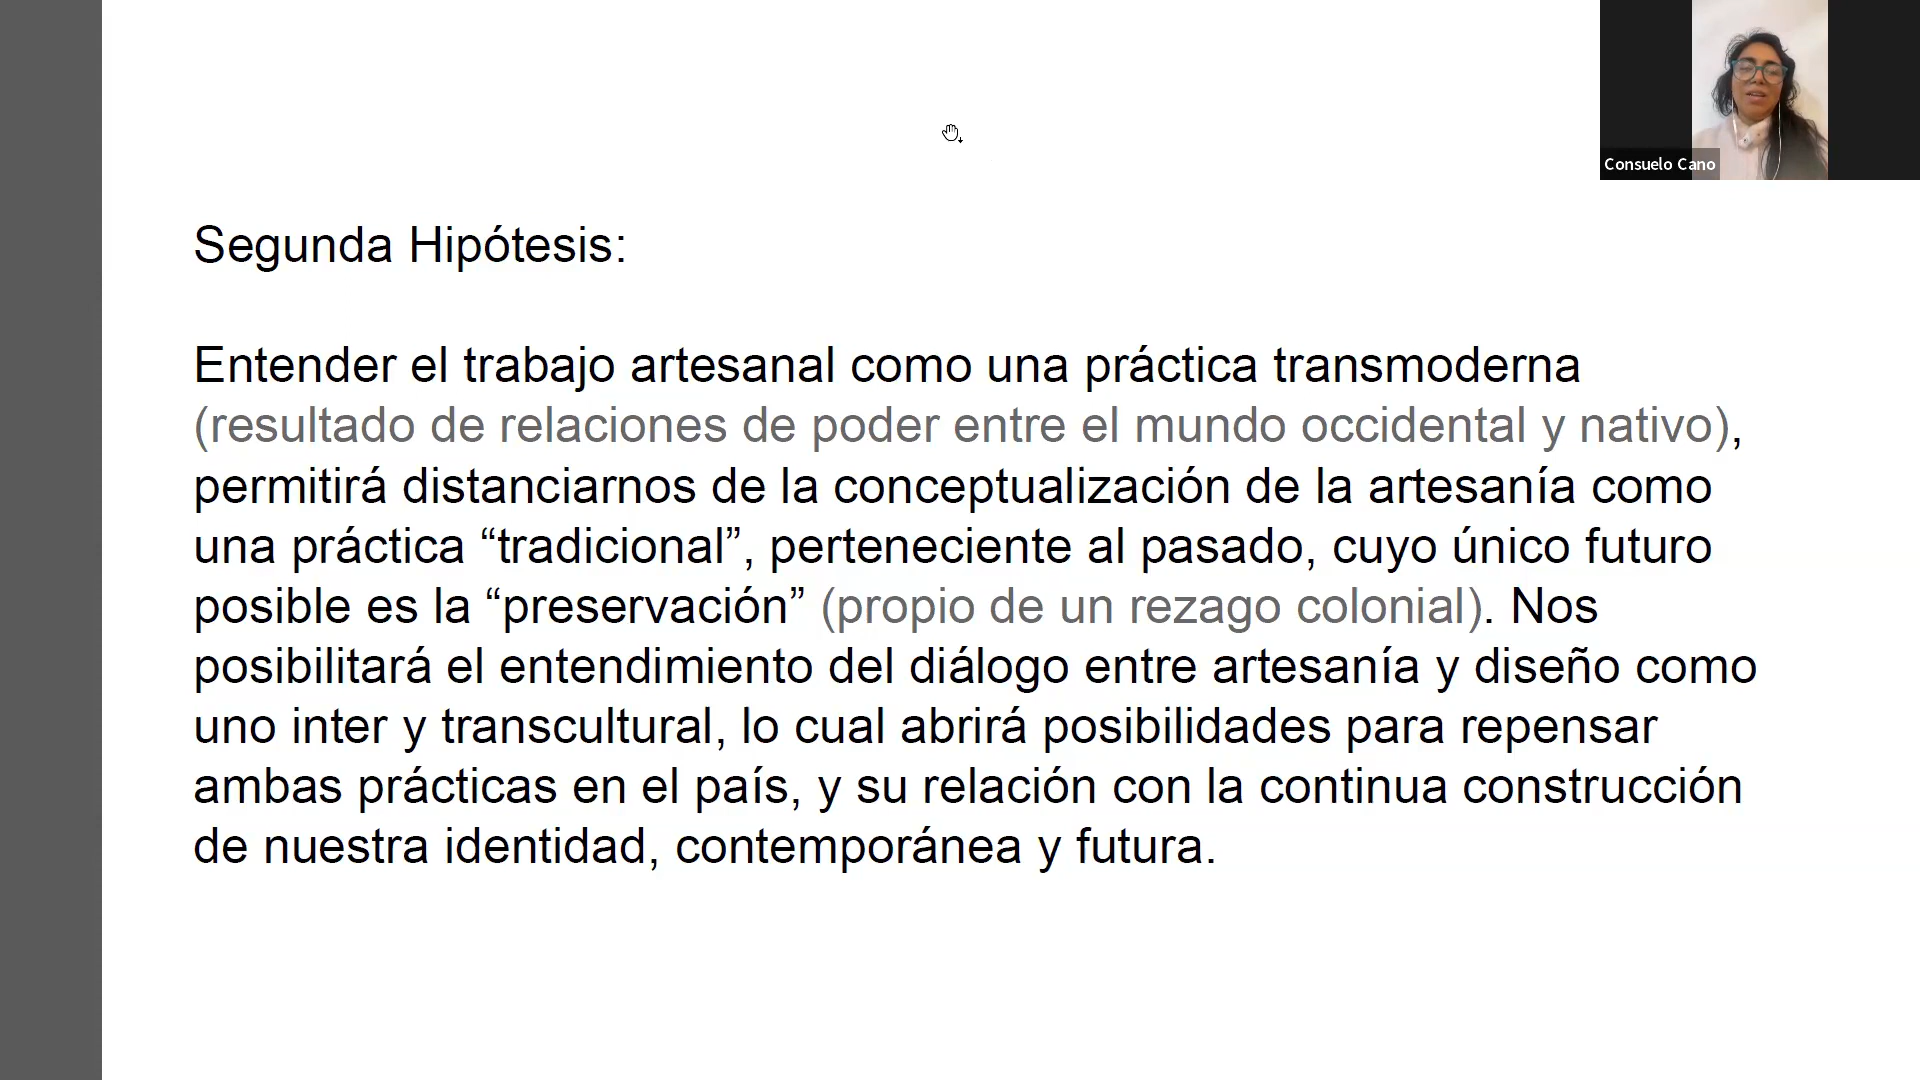 Consuelo Cano
Segunda Hipótesis:
Entender el trabajo artesanal como una práctica transmoderna
(resultado de relaciones de poder entre el mundo occidental y nativo),
permitirá distanciarnos de la conceptualización de la artesanía como
una práctica “tradicional”, perteneciente al pasado, cuyo único futuro
posible es la “preservación” (propio de un rezago colonial). Nos
posibilitará el entendimiento del diálogo entre artesanía y diseño como
uno inter y transcultural, lo cual abrirá posibilidades para repensar
ambas prácticas en el país, y su relación con la continua construcción
de nuestra identidad, contemporánea y futura.